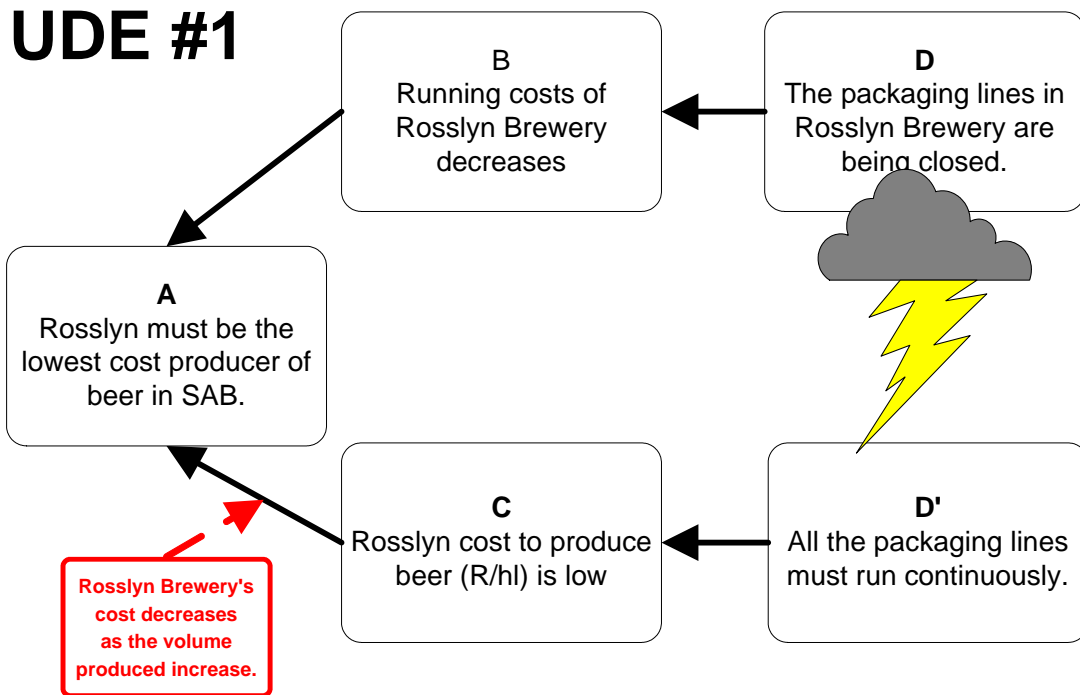 UDE #1
B
Running costs of
Rosslyn Brewery
decreases
D
The packaging lines in
Rosslyn Brewery are
being closed.
A
Rosslyn must be the
lowest cost producer of
beer in SAB.
C
Rosslyn cost to produce
beer (R/hl) is low
D'
All the packaging lines
must run continuously.
Rosslyn Brewery's
cost decreases
as the volume
produced increase.